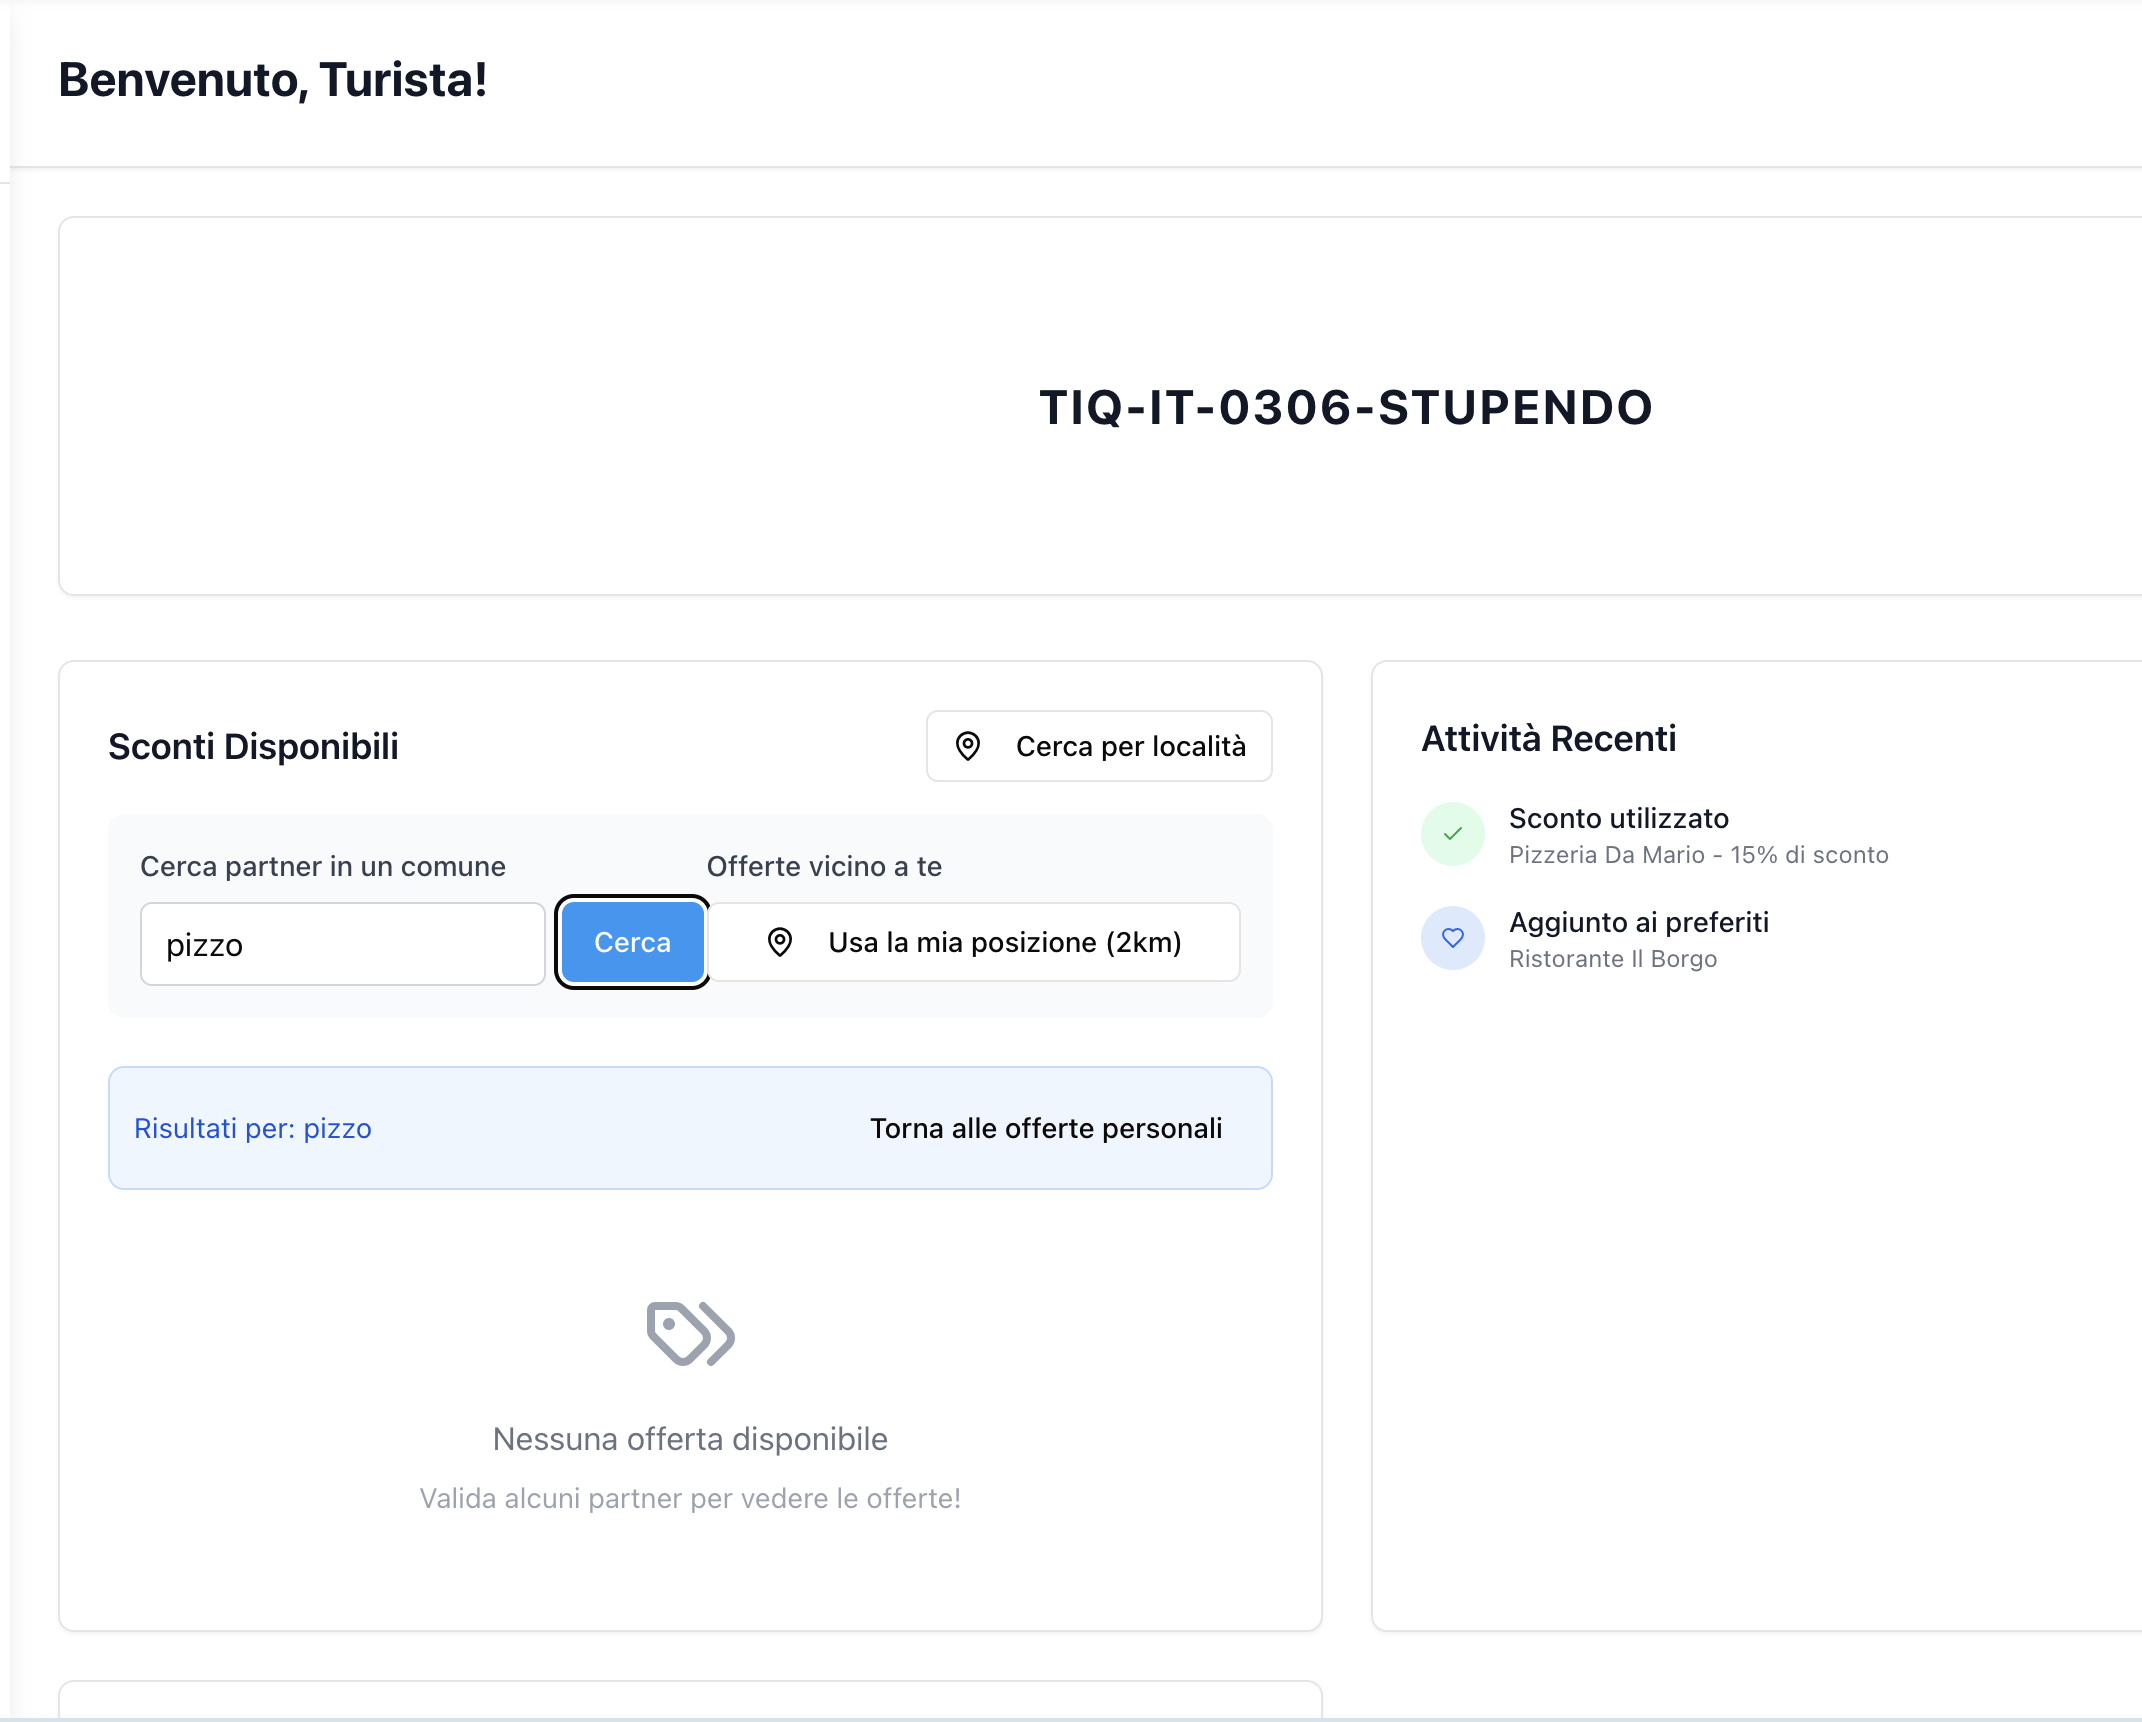 Benvenuto, Turista!
TIQ-IT-0306-STUPENDO
Sconti Disponibili
Cerca per località
Cerca partner in un comune
Offerte vicino a te
pizzo
Cerca
Usa la mia posizione (2km)
Risultati per: pizzo
Torna alle offerte personali
Nessuna offerta disponibile
Valida alcuni partner per vedere le offerte!
Attività Recenti
Sconto utilizzato
Pizzeria Da Mario - 15% di sconto
Aggiunto ai preferiti
Ristorante Il Borgo